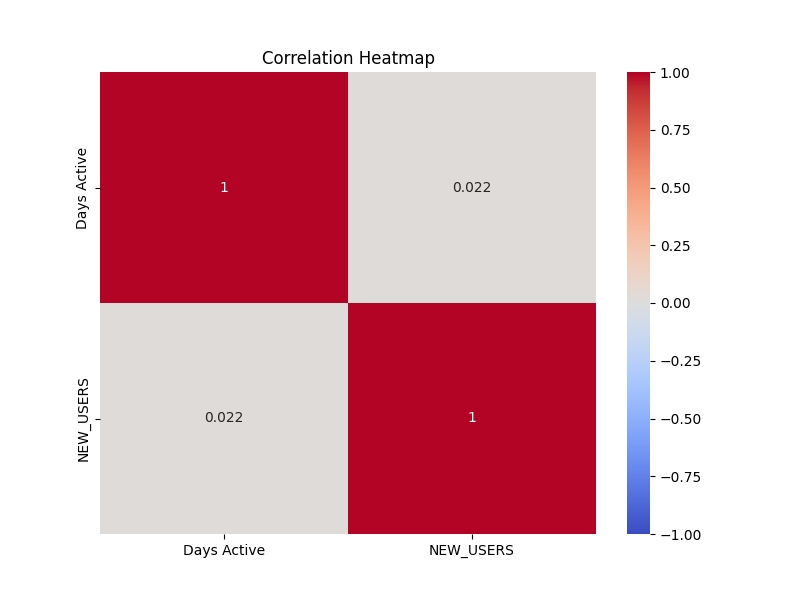 Correlation Heatmap
Days Active
1
0.022
NEW_USERS
0.022
1
Days Active
NEW_USERS
1.00
0.75
0.50
0.25
0.00
−0.25
−0.50
−0.75
−1.00